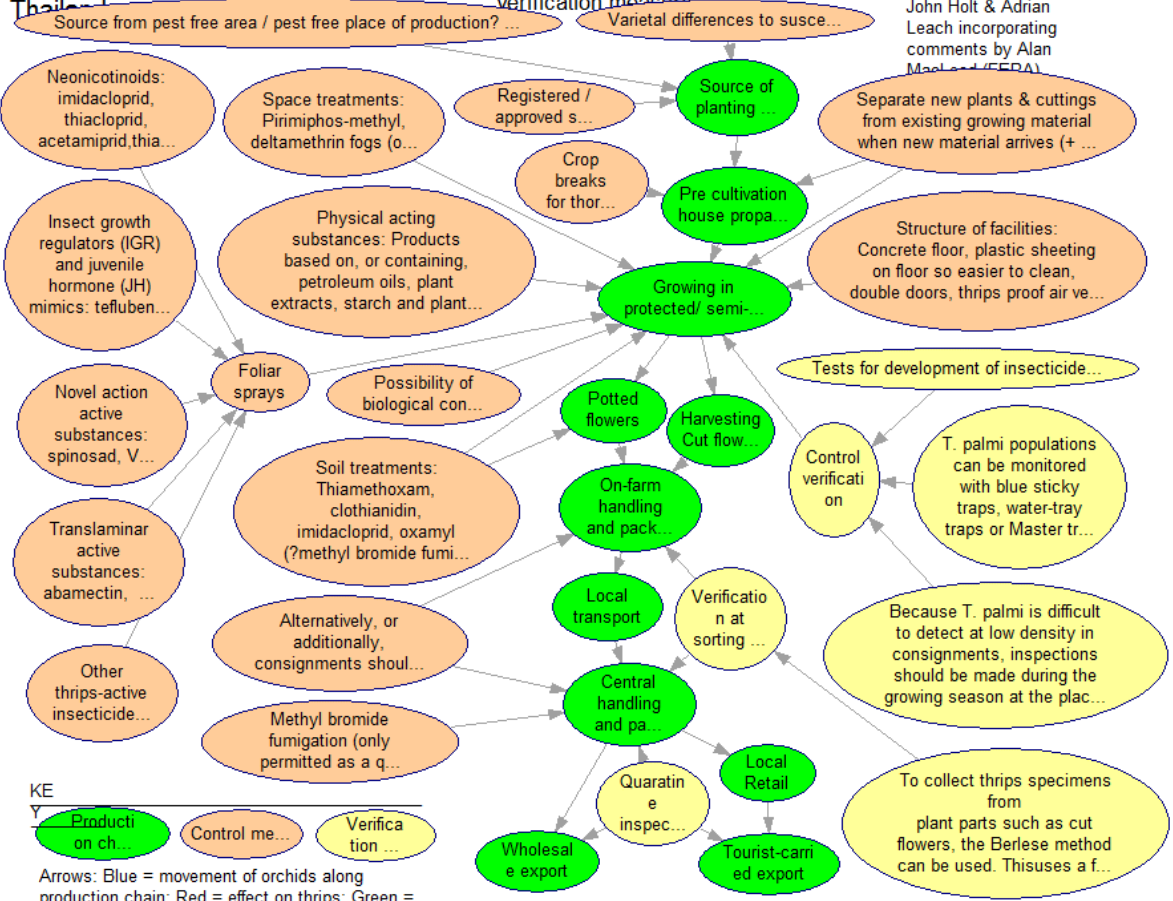 Thailand
verification me
John Holt & Adrian
Leach incorporating
comments by Alan
MacLeod (FERA)
Source from pest free area / pest free place of production? ...
Varietal differences to susce...
Neonicotinoids:
imidacloprid,
thiacloprid,
acetamiprid,thia...
Space treatments:
Pirimiphos-methyl,
deltamethrin fogs (o...
Registered /
approved s...
Source of
planting ...
Separate new plants & cuttings
from existing growing material
when new material arrives (+ ...
Crop
breaks
for thor...
Pre cultivation
house propa...
Insect growth
regulators (IGR)
and juvenile
hormone (JH)
mimics: tefluben...
Physical acting
substances: Products
based on, or containing,
petroleum oils, plant
extracts, starch and plant...
Structure of facilities:
Concrete floor, plastic sheeting
on floor so easier to clean,
double doors, thrips proof air ve...
Growing in
protected/ semi-...
Foliar
sprays
Possibility of
biological con...
Tests for development of insecticide...
Novel action
active
substances:
spinosad, V...
Potted
flowers
Harvesting
Cut flow...
Control
verificati
on
T. palmi populations
can be monitored
with blue sticky
traps, water-tray
traps or Master tr...
Soil treatments:
Thiamethoxam,
clothianidin,
imidacloprid, oxamyl
(?methyl bromide fumi...
On-farm
handling
and pack...
Translaminar
active
substances:
abamectin, ...
Local
transport
Verificatio
n at
sorting ...
Because T. palmi is difficult
to detect at low density in
consignments, inspections
should be made during the
growing season at the plac...
Alternatively, or
additionally,
consignments shoul...
Other
thrips-active
insecticide...
Central
handling
and pa...
Methyl bromide
fumigation (only
permitted as a q...
Local
Retail
Quarantin
e
inspec...
To collect thrips specimens
from
plant parts such as cut
flowers, the Berlese method
can be used. Thisuses a f...
Wholesal
e export
Tourist-carri
ed export
KE
Y
Producti
on ch...
Control me...
Verifica
tion ...
Arrows: Blue = movement of orchids along
production chain; Red = effect on thrips; Green =